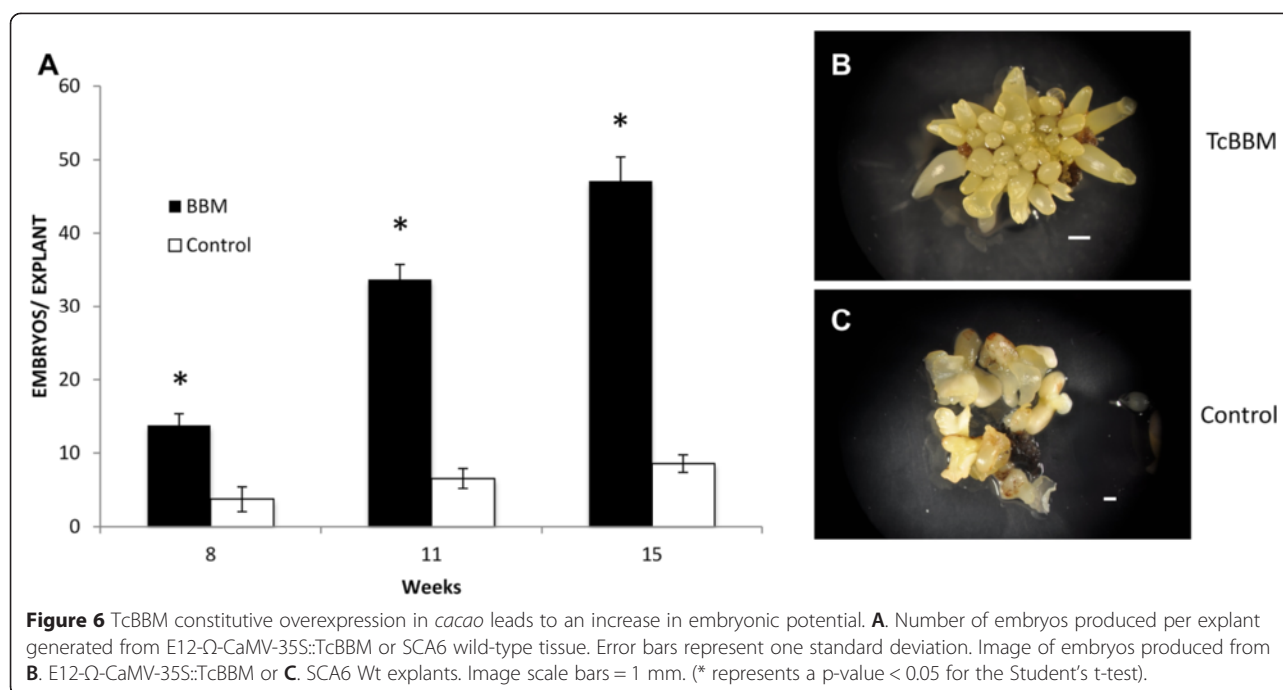 A
60
50
40
30
20
10
0
EMBRYOS/ EXPLANT
*
*
*
BBM
Control
8
11
15
Weeks
B
TcBBM
C
Control
Figure 6 TcBBM constitutive overexpression in cacao leads to an increase in embryonic potential. A. Number of embryos produced per explant
generated from E12-Ω-CaMV-35S::TcBBM or SCA6 wild-type tissue. Error bars represent one standard deviation. Image of embryos produced from
B. E12-Ω-CaMV-35S::TcBBM or C. SCA6 Wt explants. Image scale bars = 1 mm. (* represents a p-value < 0.05 for the Student’s t-test).